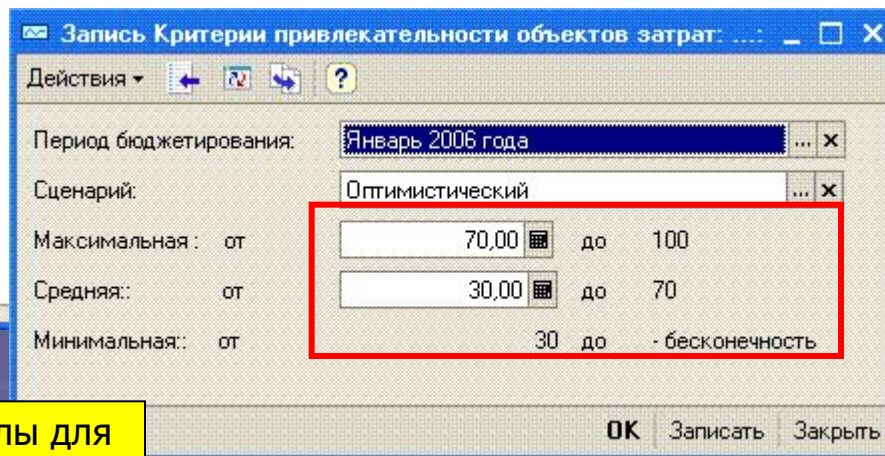 Запись Критерии привлекательности объектов затрат: ...:
Действия
Период бюджетирования: Январь 2006 года ...
Сценарий: Оптимистический ...
Максимальная : от 70,00 до 100
Средняя:: от 30,00 до 70
Минимальная:: от 30 до - бесконечность
лы для
OK Записать Закрыть